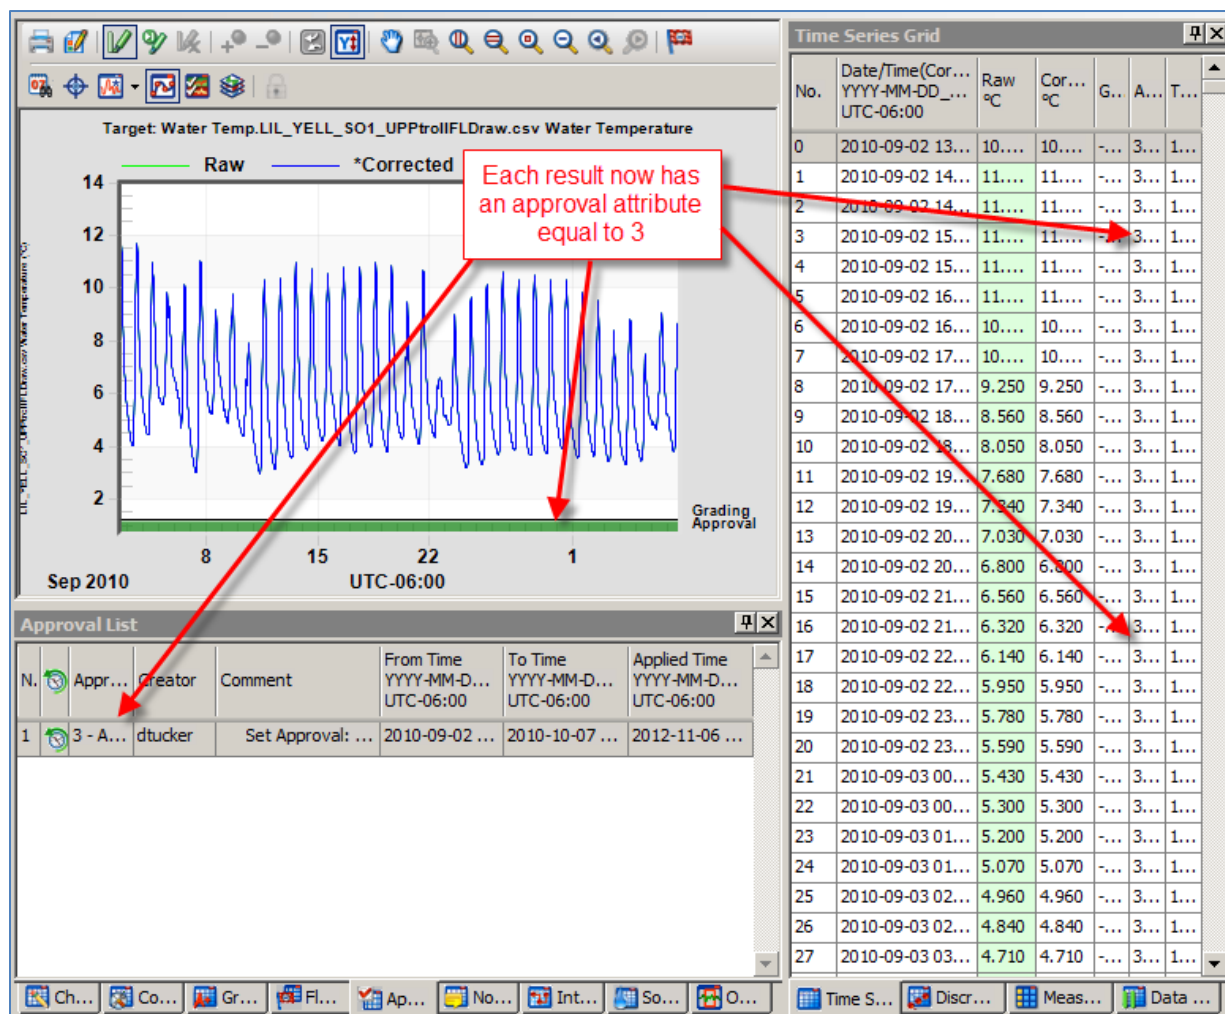 Target: Water Temp.LIL_YELL_SO1_UPPtrollFLDraw.csv Water Temperature
Raw *Corrected
Each result now has
an approval attribute
equal to 3
14
12
10
8
6
4
2
Grading
Approval
8 15 22 1
Sep 2010 UTC-06:00
Approval List
N. Appr... Creator Comment From Time YYYY-MM-D... UTC-06:00 To Time YYYY-MM-D... UTC-06:00 Applied Time YYYY-MM-D... UTC-06:00
1 3 - A... dtucker Set Approval: ... 2010-09-02 ... 2010-10-07 ... 2012-11-06 ...
Ch... Co... Gr... Fl... Ap... No... Int... So... O...
Time Series Grid
No. Date/Time(Cor... YYYY-MM-DD_... UTC-06:00 Raw °C Cor... °C G... A... T...
0 2010-09-02 13... 10.... 10.... -... 3... 1...
1 2010-09-02 14... 11.... 11.... -... 3... 1...
2 2010-09-02 14... 11.... 11.... -... 3... 1...
3 2010-09-02 15... 11.... 11.... -... 3... 1...
4 2010-09-02 15... 11.... 11.... -... 3... 1...
5 2010-09-02 16... 11.... 11.... -... 3... 1...
6 2010-09-02 16... 10.... 10.... -... 3... 1...
7 2010-09-02 17... 10.... 10.... -... 3... 1...
8 2010-09-02 17... 9.250 9.250 -... 3... 1...
9 2010-09-02 18... 8.560 8.560 -... 3... 1...
10 2010-09-02 18... 8.050 8.050 -... 3... 1...
11 2010-09-02 19... 7.680 7.680 -... 3... 1...
12 2010-09-02 19... 7.340 7.340 -... 3... 1...
13 2010-09-02 20... 7.030 7.030 -... 3... 1...
14 2010-09-02 20... 6.800 6.800 -... 3... 1...
15 2010-09-02 21... 6.560 6.560 -... 3... 1...
16 2010-09-02 21... 6.320 6.320 -... 3... 1...
17 2010-09-02 22... 6.140 6.140 -... 3... 1...
18 2010-09-02 22... 5.950 5.950 -... 3... 1...
19 2010-09-02 23... 5.780 5.780 -... 3... 1...
20 2010-09-02 23... 5.590 5.590 -... 3... 1...
21 2010-09-03 00... 5.430 5.430 -... 3... 1...
22 2010-09-03 00... 5.300 5.300 -... 3... 1...
23 2010-09-03 01... 5.200 5.200 -... 3... 1...
24 2010-09-03 01... 5.070 5.070 -... 3... 1...
25 2010-09-03 02... 4.960 4.960 -... 3... 1...
26 2010-09-03 02... 4.840 4.840 -... 3... 1...
27 2010-09-03 03... 4.710 4.710 -... 3... 1...
Time S... Discr... Meas... Data ...